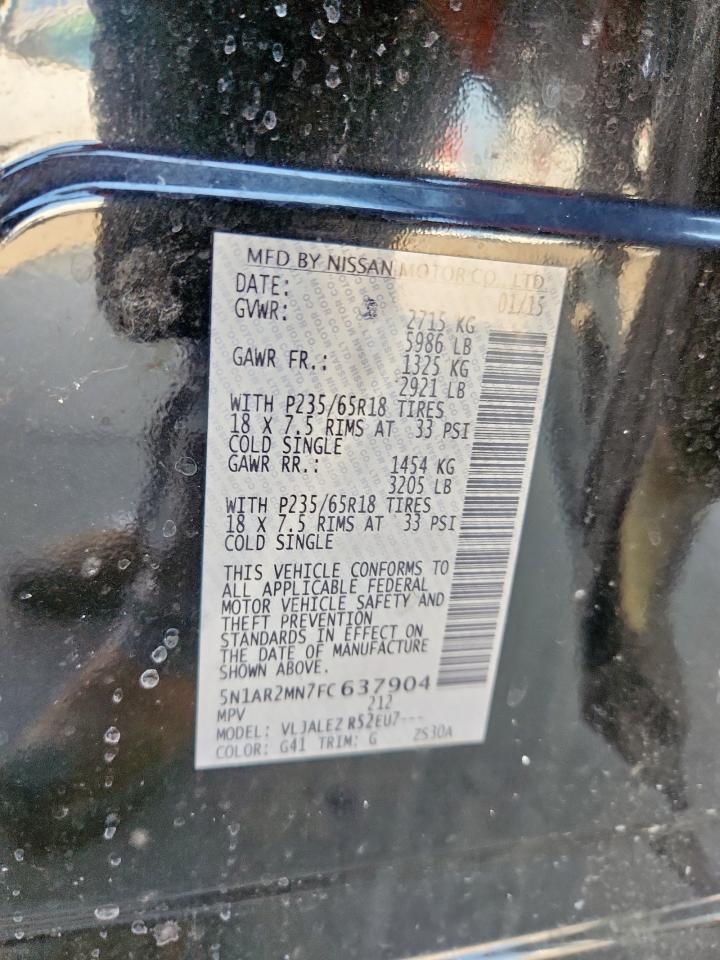 MFD BY NISSAN MOTOR CO., LTD
DATE: 01/15
GVWR: 2715 KG
5986 LB
GAWR FR.: 1325 KG
2921 LB
WITH P235/65R18 TIRES
18 X 7.5 RIMS AT 33 PSI
COLD SINGLE
GAWR RR.: 1454 KG
3205 LB
WITH P235/65R18 TIRES
18 X 7.5 RIMS AT 33 PSI
COLD SINGLE
THIS VEHICLE CONFORMS TO
ALL APPLICABLE FEDERAL
MOTOR VEHICLE SAFETY AND
THEFT PREVENTION
STANDARDS IN EFFECT ON
THE DATE OF MANUFACTURE
SHOWN ABOVE.
5N1AR2MN7FC637904
MPV 212
MODEL: VLJALEZ R52EU7---
COLOR: G41 TRIM: G ZS30A